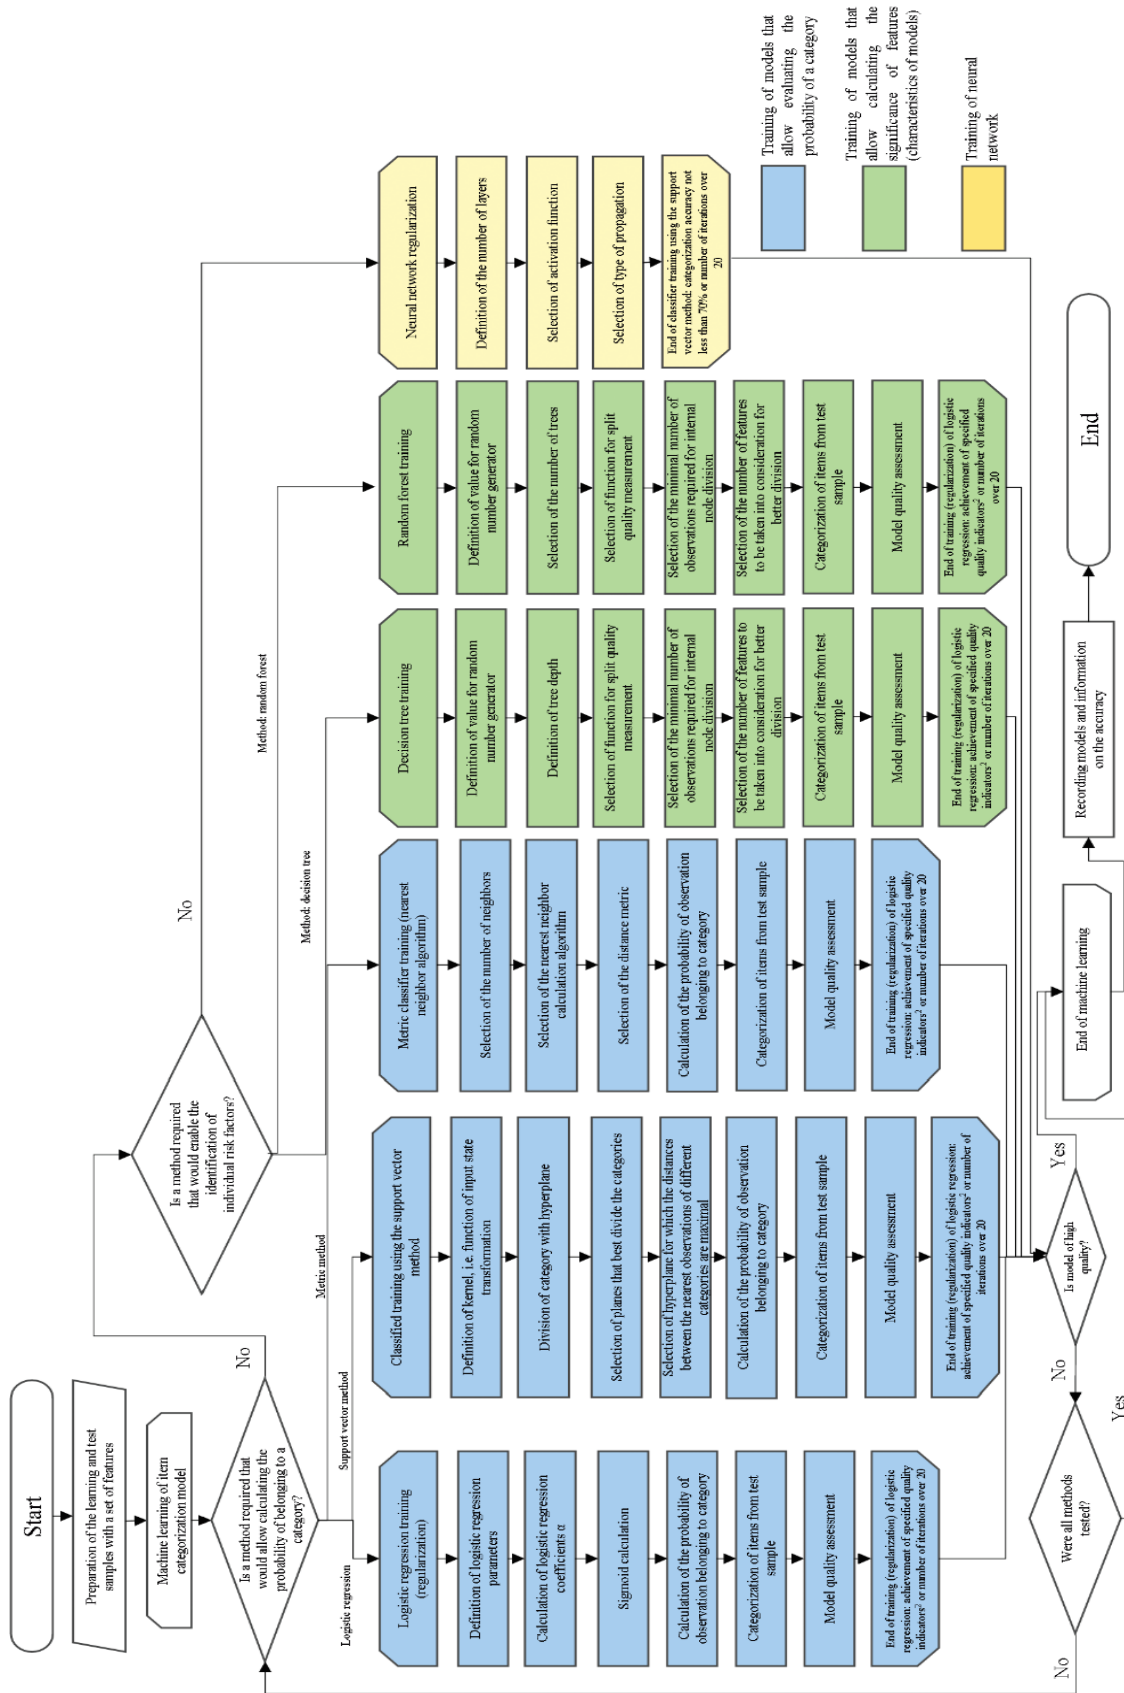 Start
Preparation of the learning and test
samples with a set of features
Machine learning of item
categorization model
Is a method required that
would allow calculating the
probability of belonging to a
category?
No
Is a method required
that would enable the
identification of
individual risk factors?
No
Logistic regression
Support vector method
Metric method
Method: decision tree
Method: random forest
Logistic regression training
(regularization)
Definition of logistic regression
parameters
Calculation of logistic regression
coefficients α
Sigmoid calculation
Calculation of the probability of
observation belonging to category
Categorization of items from test
sample
Model quality assessment
End of training (regularization) of logistic
regression: achievement of specified quality
indicators² or number of iterations over 20
Classified training using the support vector
method
Definition of kernel, i.e. function of input state
transformation
Division of category with hyperplane
Selection of planes that best divide the categories
Selection of hyperplane for which the distances
between the nearest observations of different
categories are maximal
Calculation of the probability of observation
belonging to category
Categorization of items from test sample
Model quality assessment
End of training (regularization) of logistic regression:
achievement of specified quality indicators² or number of
iterations over 20
Metric classifier training (nearest
neighbor algorithm)
Selection of the number of neighbors
Selection of the nearest neighbor
calculation algorithm
Selection of the distance metric
Calculation of the probability of observation
belonging to category
Categorization of items from test sample
Model quality assessment
End of training (regularization) of logistic
regression: achievement of specified quality
indicators² or number of iterations over 20
Decision tree training
Definition of value for random
number generator
Definition of tree depth
Selection of function for split quality
measurement
Selection of the minimal number of
observations required for internal
node division
Selection of the number of features to
be taken into consideration for better
division
Categorization of items from test
sample
Model quality assessment
End of training (regularization) of logistic
regression: achievement of specified quality
indicators² or number of iterations over 20
Random forest training
Definition of value for random
number generator
Selection of the number of trees
Selection of function for split
quality measurement
Selection of the minimal number of
observations required for internal
node division
Selection of the number of features
to be taken into consideration for
better division
Categorization of items from test
sample
Model quality assessment
End of training (regularization) of logistic
regression: achievement of specified
quality indicators² or number of iterations
over 20
Neural network regularization
Definition of the number of layers
Selection of activation function
Selection of type of propagation
End of classifier training using the support
vector method: categorization accuracy not
less than 70% or number of iterations over
20
Training of models that
allow evaluating the
probability of a category
Training of models that
allow calculating the
significance of features
(characteristics of models)
Training of neural
network
Is model of high
quality?
Yes
No
Were all methods
tested?
No
Yes
End of machine learning
Recording models and information
on the accuracy
End